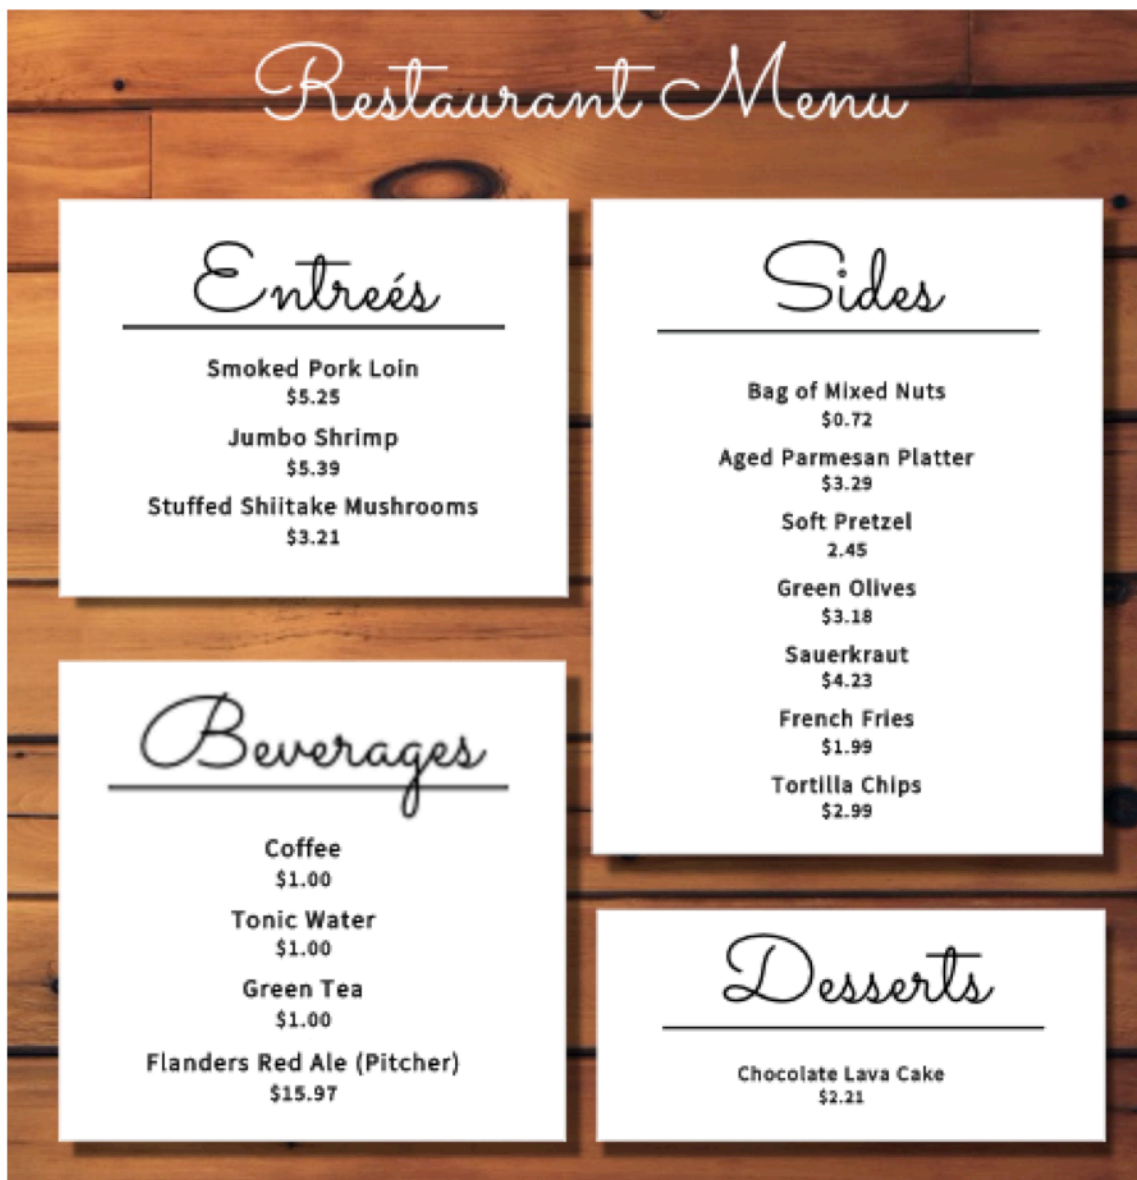 Restaurant Menu
Entreés
Smoked Pork Loin
$5.25
Jumbo Shrimp
$5.39
Stuffed Shiitake Mushrooms
$3.21
Beverages
Coffee
$1.00
Tonic Water
$1.00
Green Tea
$1.00
Flanders Red Ale (Pitcher)
$15.97
Sides
Bag of Mixed Nuts
$0.72
Aged Parmesan Platter
$3.29
Soft Pretzel
2.45
Green Olives
$3.18
Sauerkraut
$4.23
French Fries
$1.99
Tortilla Chips
$2.99
Desserts
Chocolate Lava Cake
$2.21